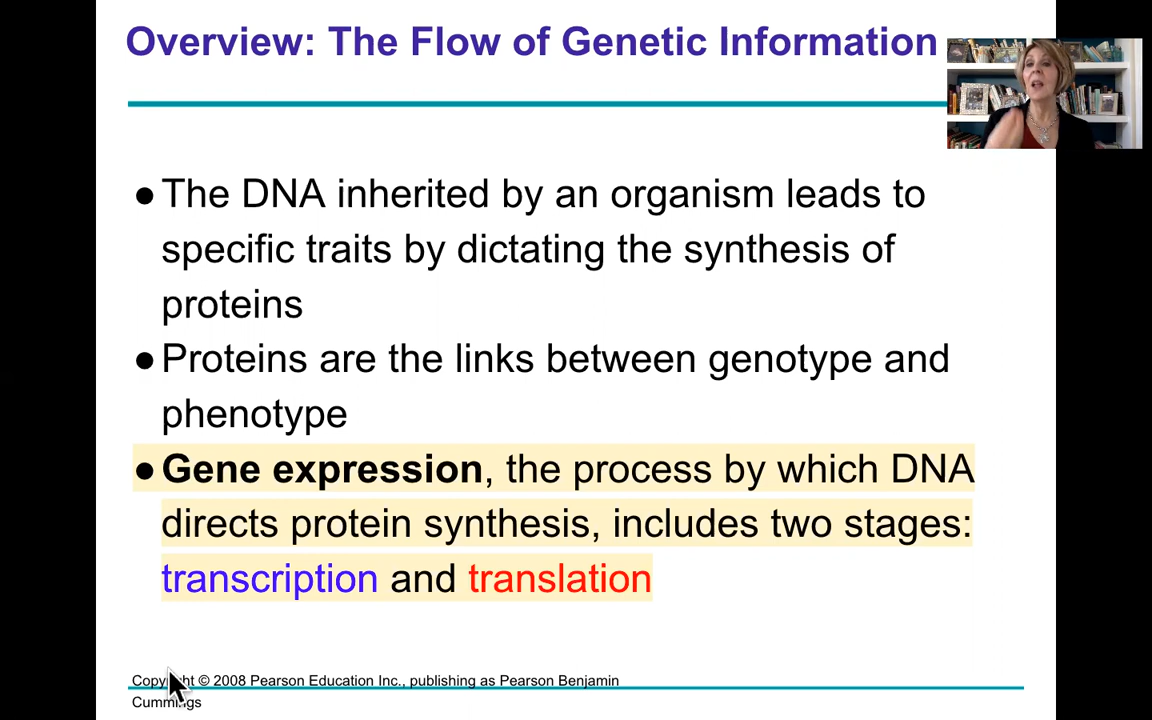 Overview: The Flow of Genetic Information
●The DNA inherited by an organism leads to
specific traits by dictating the synthesis of
proteins
●Proteins are the links between genotype and
phenotype
●Gene expression, the process by which DNA
directs protein synthesis, includes two stages:
transcription and translation
Copyright © 2008 Pearson Education Inc., publishing as Pearson Benjamin
Cummings